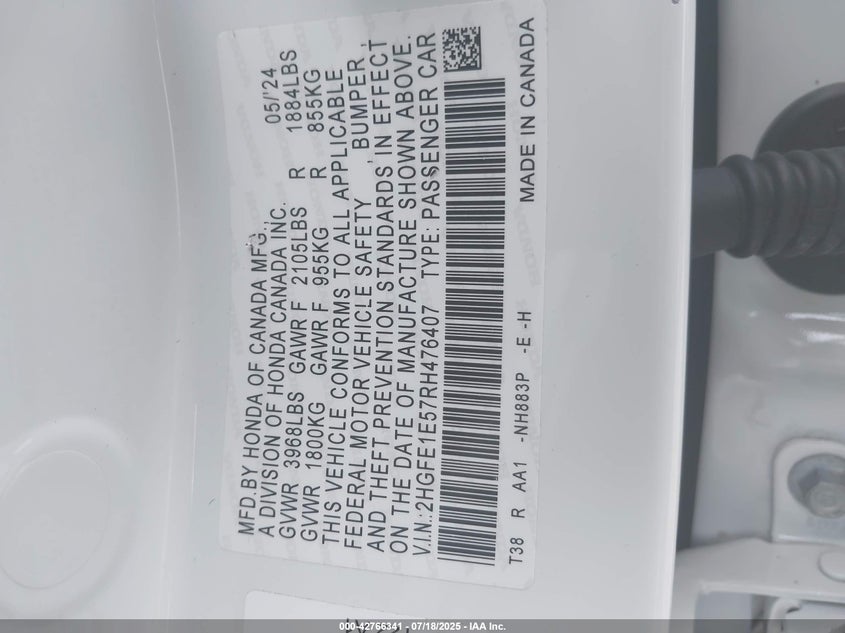 MFD.BY HONDA OF CANADA MFG.,
A DIVISION OF HONDA CANADA INC. 05/'24
GVWR 3968LBS GAWR F 2105LBS R 1884LBS
GVWR 1800KG GAWR F 955KG R 855KG
THIS VEHICLE CONFORMS TO ALL APPLICABLE
FEDERAL MOTOR VEHICLE SAFETY , BUMPER ,
AND THEFT PREVENTION STANDARDS IN EFFECT
ON THE DATE OF MANUFACTURE SHOWN ABOVE.
V.I.N.:2HGFE1E57RH476407 TYPE: PASSENGER CAR
T38 R AA1 -NH883P -E -H MADE IN CANADA
000-42766341 - 07/18/2025 - IAA Inc.